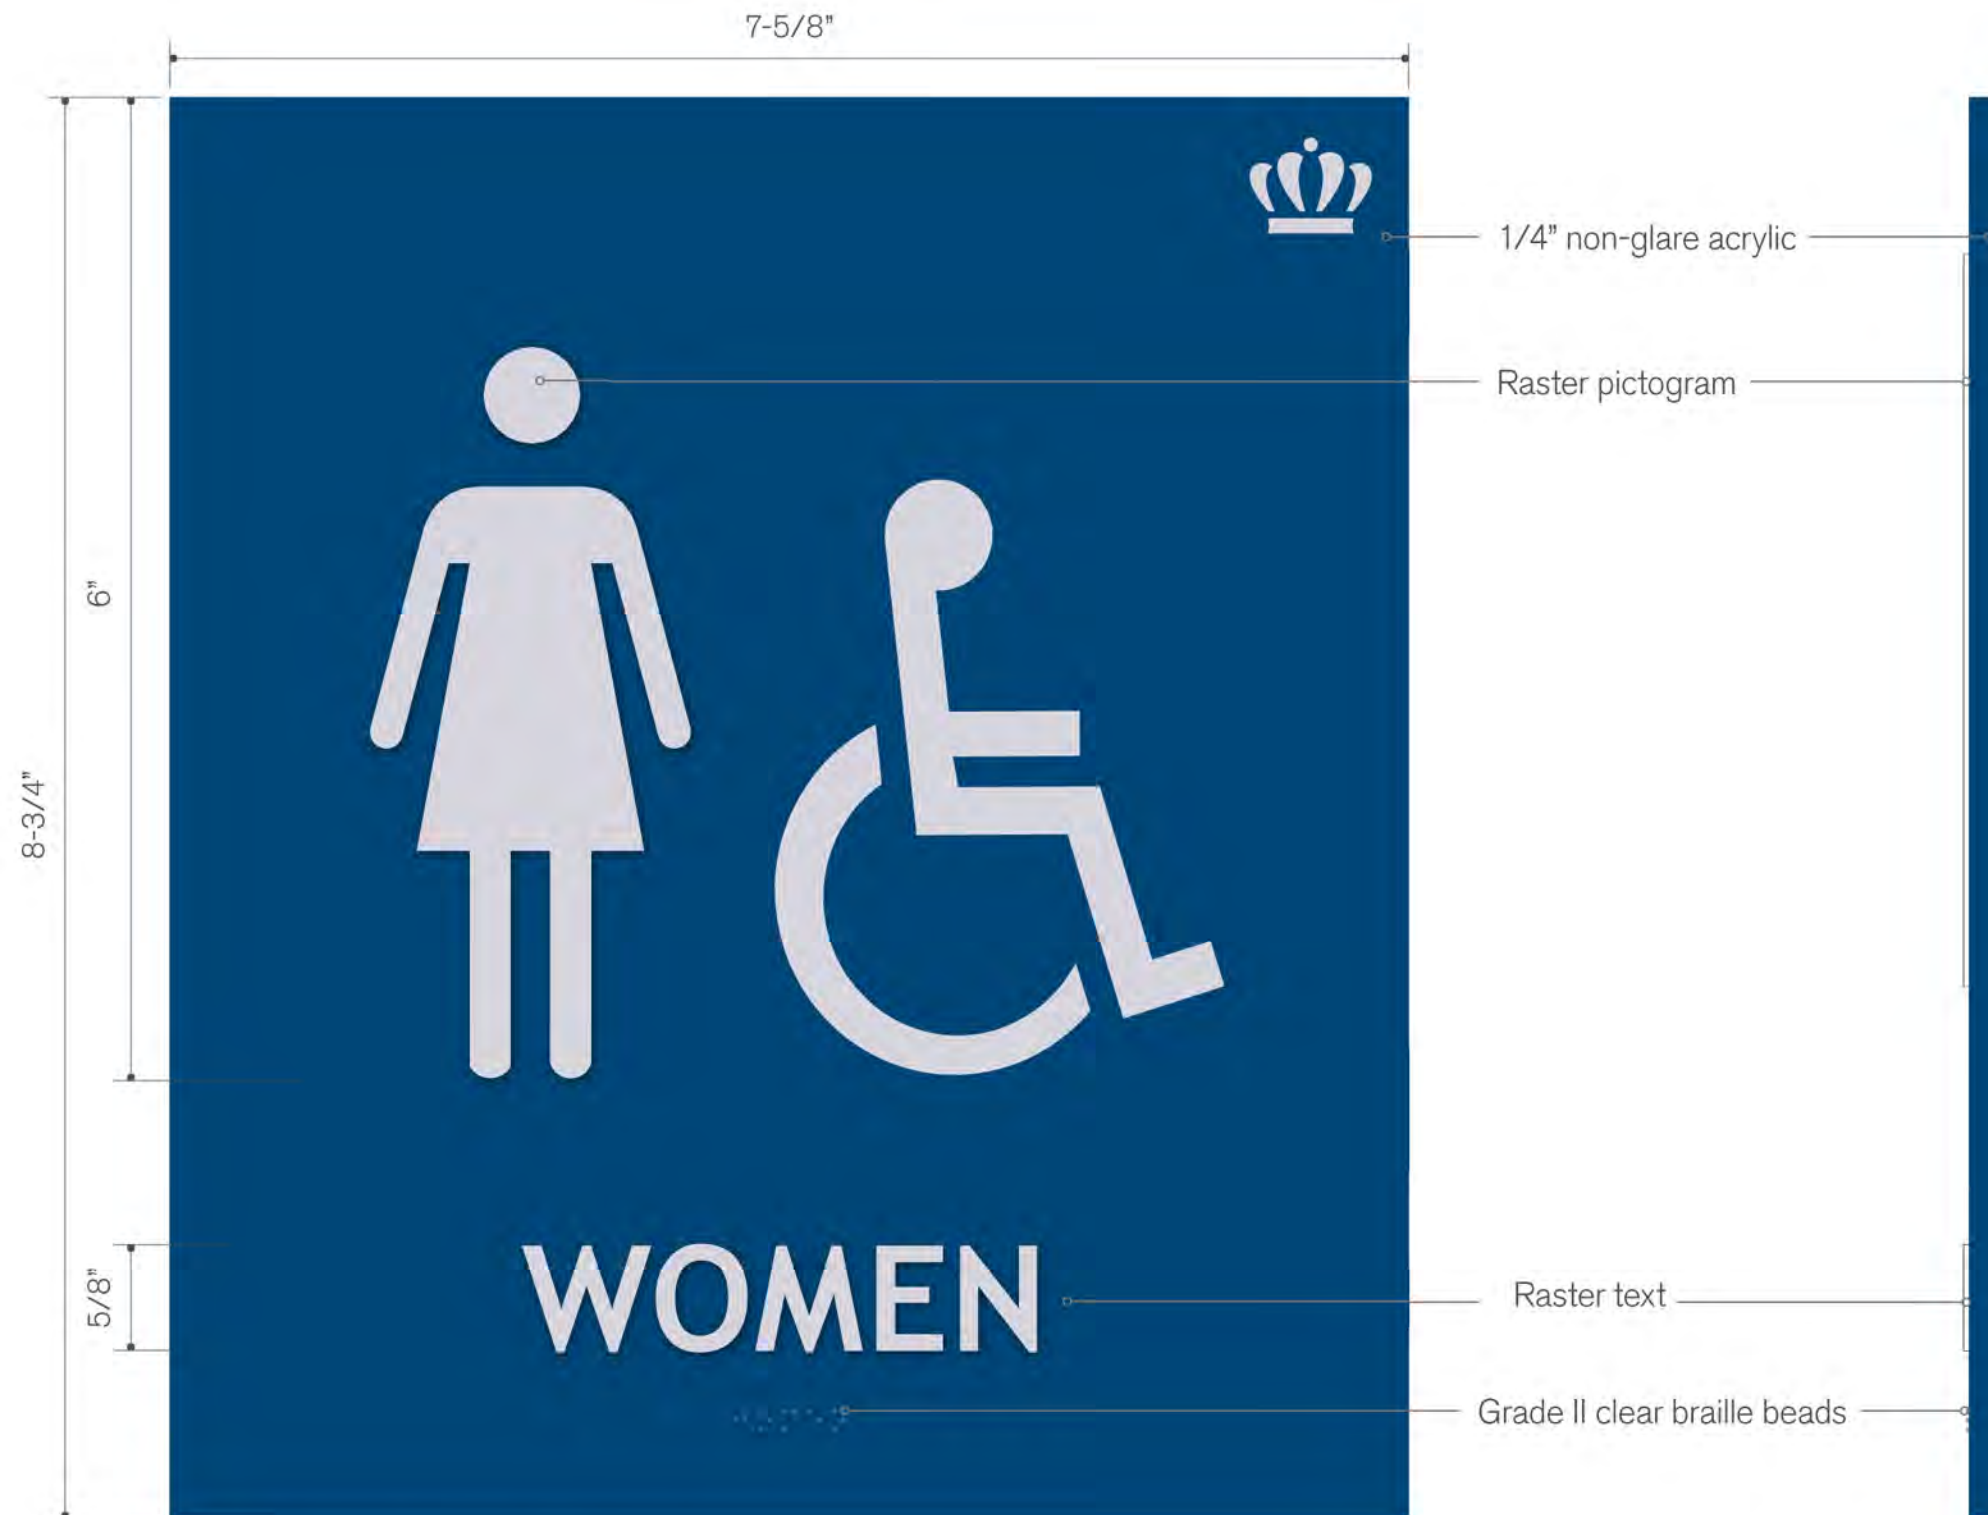 7-5/8”
1/4” non-glare acrylic
Raster pictogram
6”
8-3/4”
WOMEN
5/8”
Raster text
Grade II clear braille beads